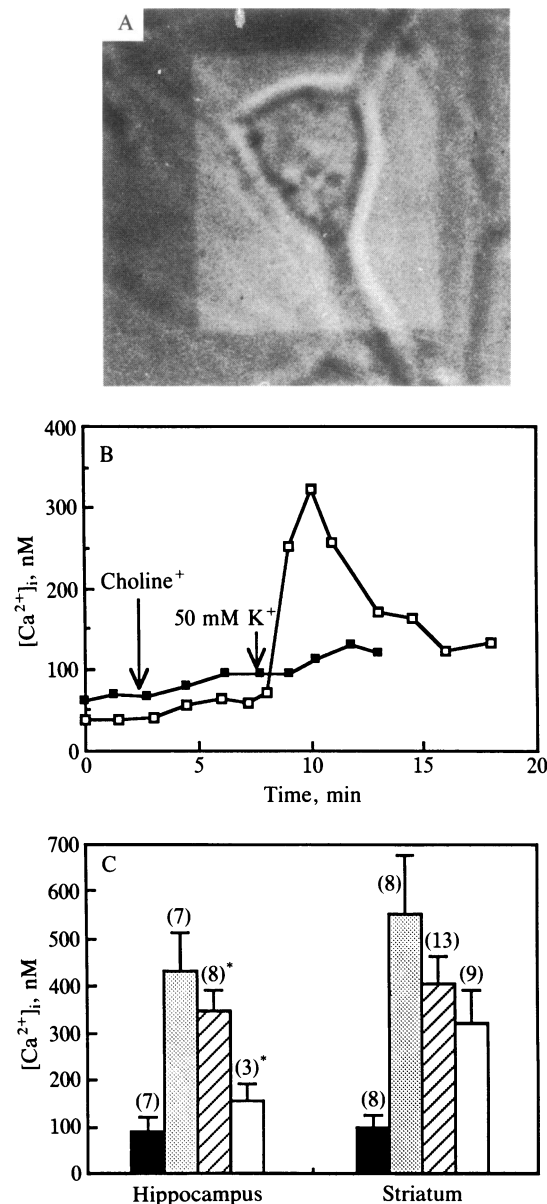 A
400
B
300
[Ca²⁺]ᵢ, nM
Choline⁺
200
50 mM K⁺
100
0
0 5 10 15 20
Time, min
700
C
600
(8)
500
(7)
(13)
[Ca²⁺]ᵢ, nM
400
(8)*
(9)
300
200
(3)*
(7)
(8)
100
0
Hippocampus Striatum